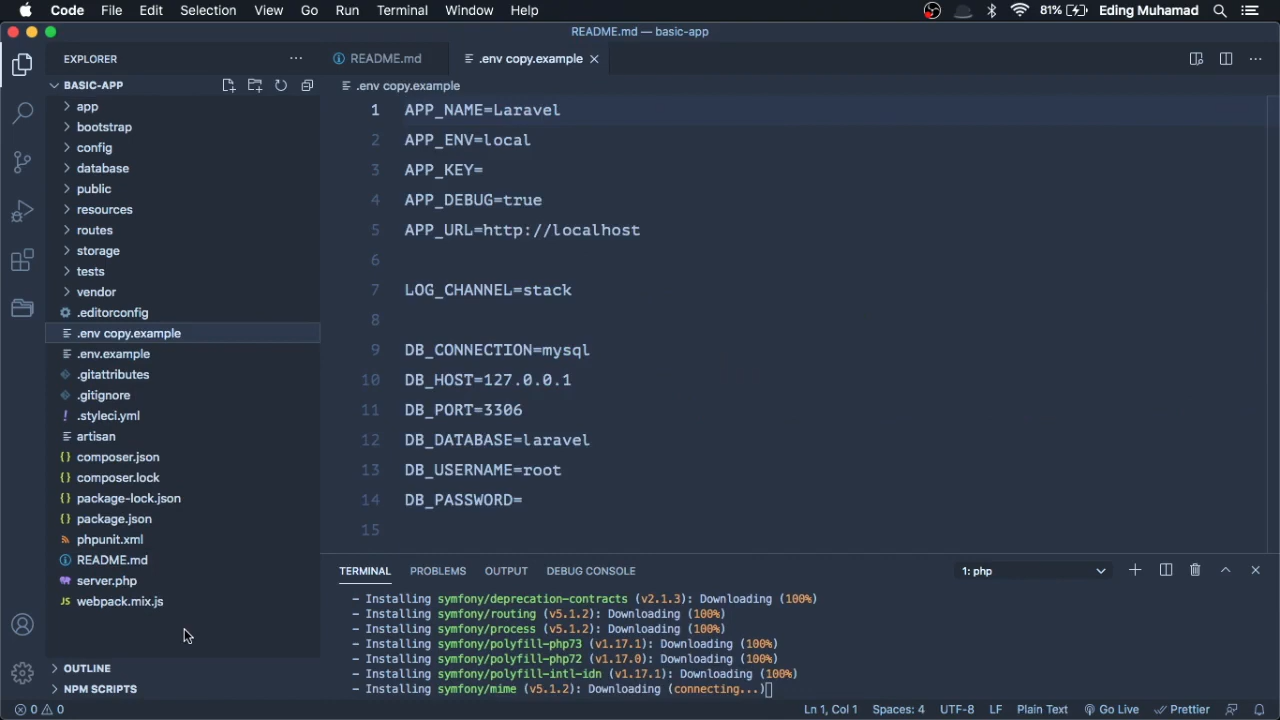 Code File Edit Selection View Go Run Terminal Window Help 81% Eding Muhamad
README.md — basic-app
EXPLORER
README.md
.env copy.example
BASIC-APP
.env copy.example
app
bootstrap
config
database
public
resources
routes
storage
tests
vendor
.editorconfig
.env copy.example
.env.example
.gitattributes
.gitignore
.styleci.yml
artisan
composer.json
composer.lock
package-lock.json
package.json
phpunit.xml
README.md
server.php
JS webpack.mix.js
OUTLINE
NPM SCRIPTS
1 APP_NAME=Laravel
2 APP_ENV=local
3 APP_KEY=
4 APP_DEBUG=true
5 APP_URL=http://localhost
6
7 LOG_CHANNEL=stack
8
9 DB_CONNECTION=mysql
10 DB_HOST=127.0.0.1
11 DB_PORT=3306
12 DB_DATABASE=laravel
13 DB_USERNAME=root
14 DB_PASSWORD=
15
TERMINAL PROBLEMS OUTPUT DEBUG CONSOLE 1: php
- Installing symfony/deprecation-contracts (v2.1.3): Downloading (100%)
- Installing symfony/routing (v5.1.2): Downloading (100%)
- Installing symfony/process (v5.1.2): Downloading (100%)
- Installing symfony/polyfill-php73 (v1.17.1): Downloading (100%)
- Installing symfony/polyfill-php72 (v1.17.0): Downloading (100%)
- Installing symfony/polyfill-intl-idn (v1.17.1): Downloading (100%)
- Installing symfony/mime (v5.1.2): Downloading (connecting...)
0 0 Ln 1, Col 1 Spaces: 4 UTF-8 LF Plain Text Go Live Prettier